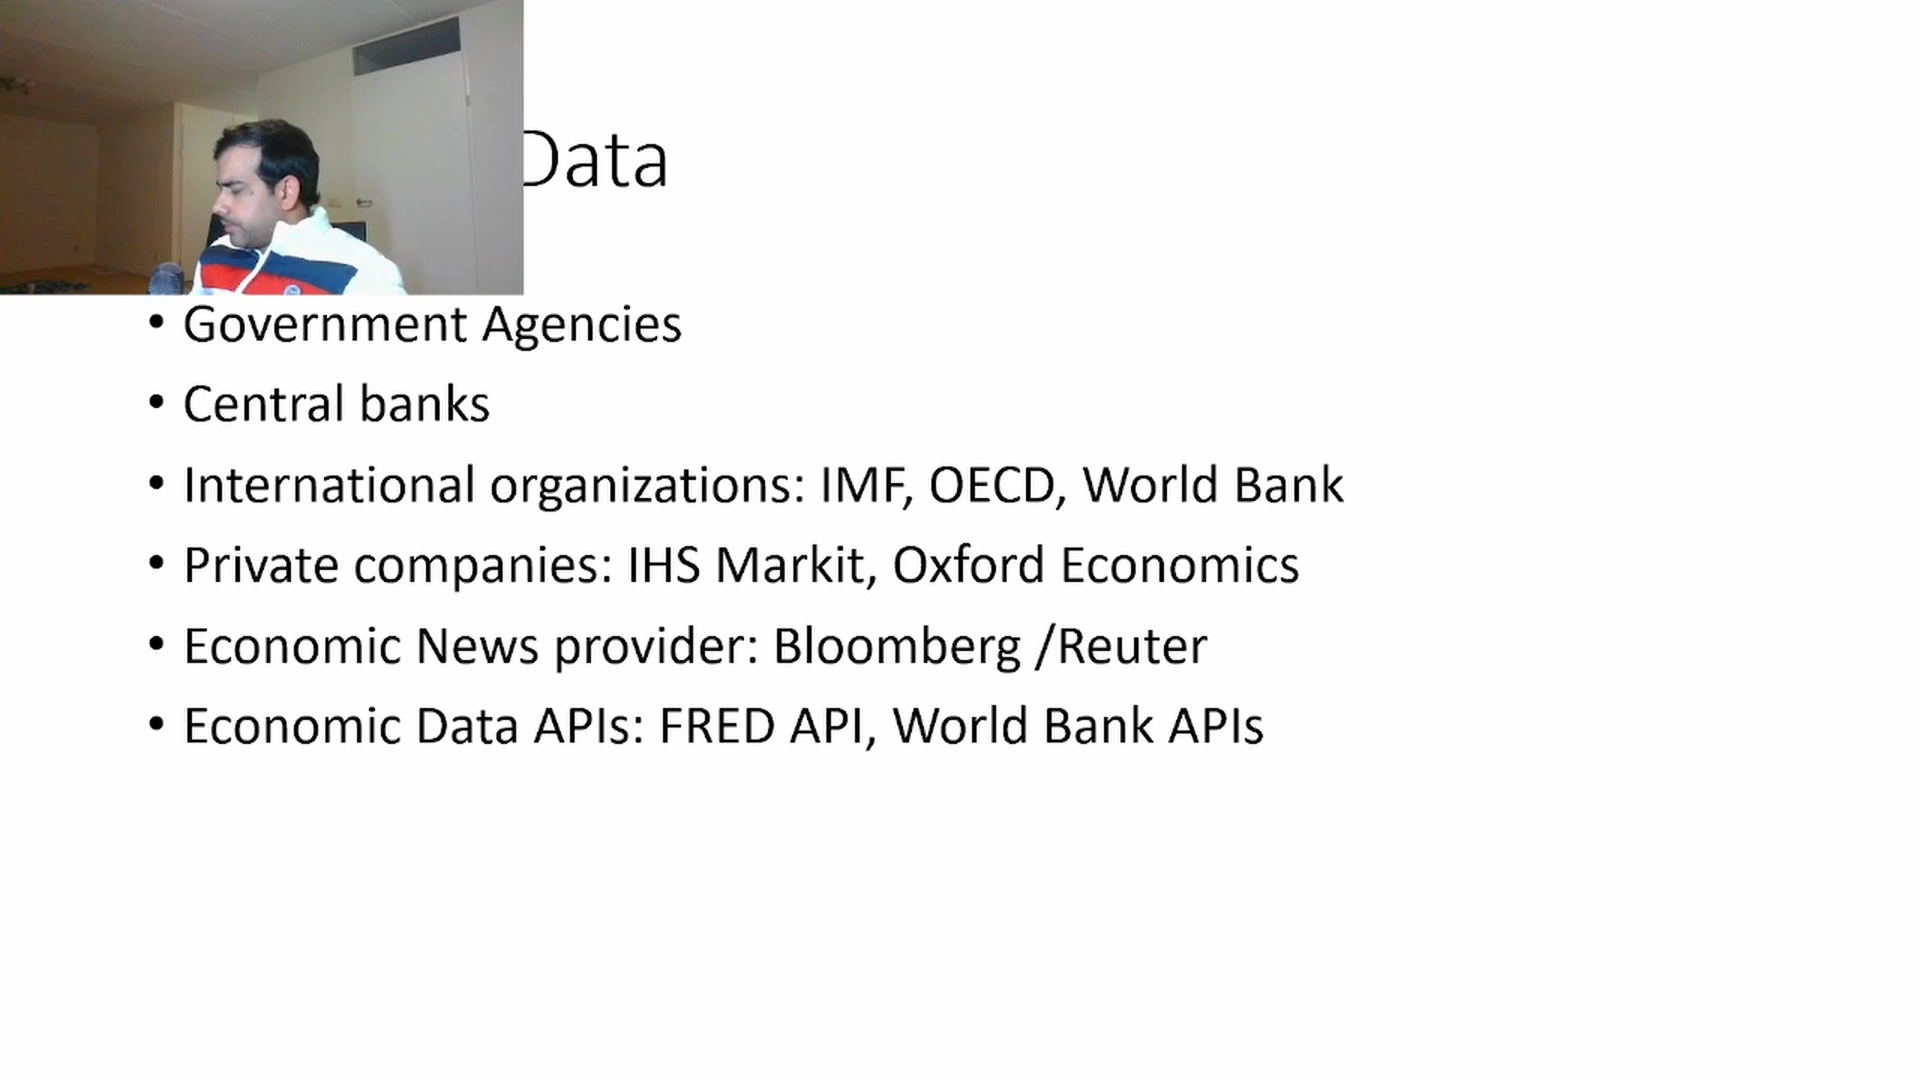 Data
• Government Agencies
• Central banks
• International organizations: IMF, OECD, World Bank
• Private companies: IHS Markit, Oxford Economics
• Economic News provider: Bloomberg /Reuter
• Economic Data APIs: FRED API, World Bank APIs